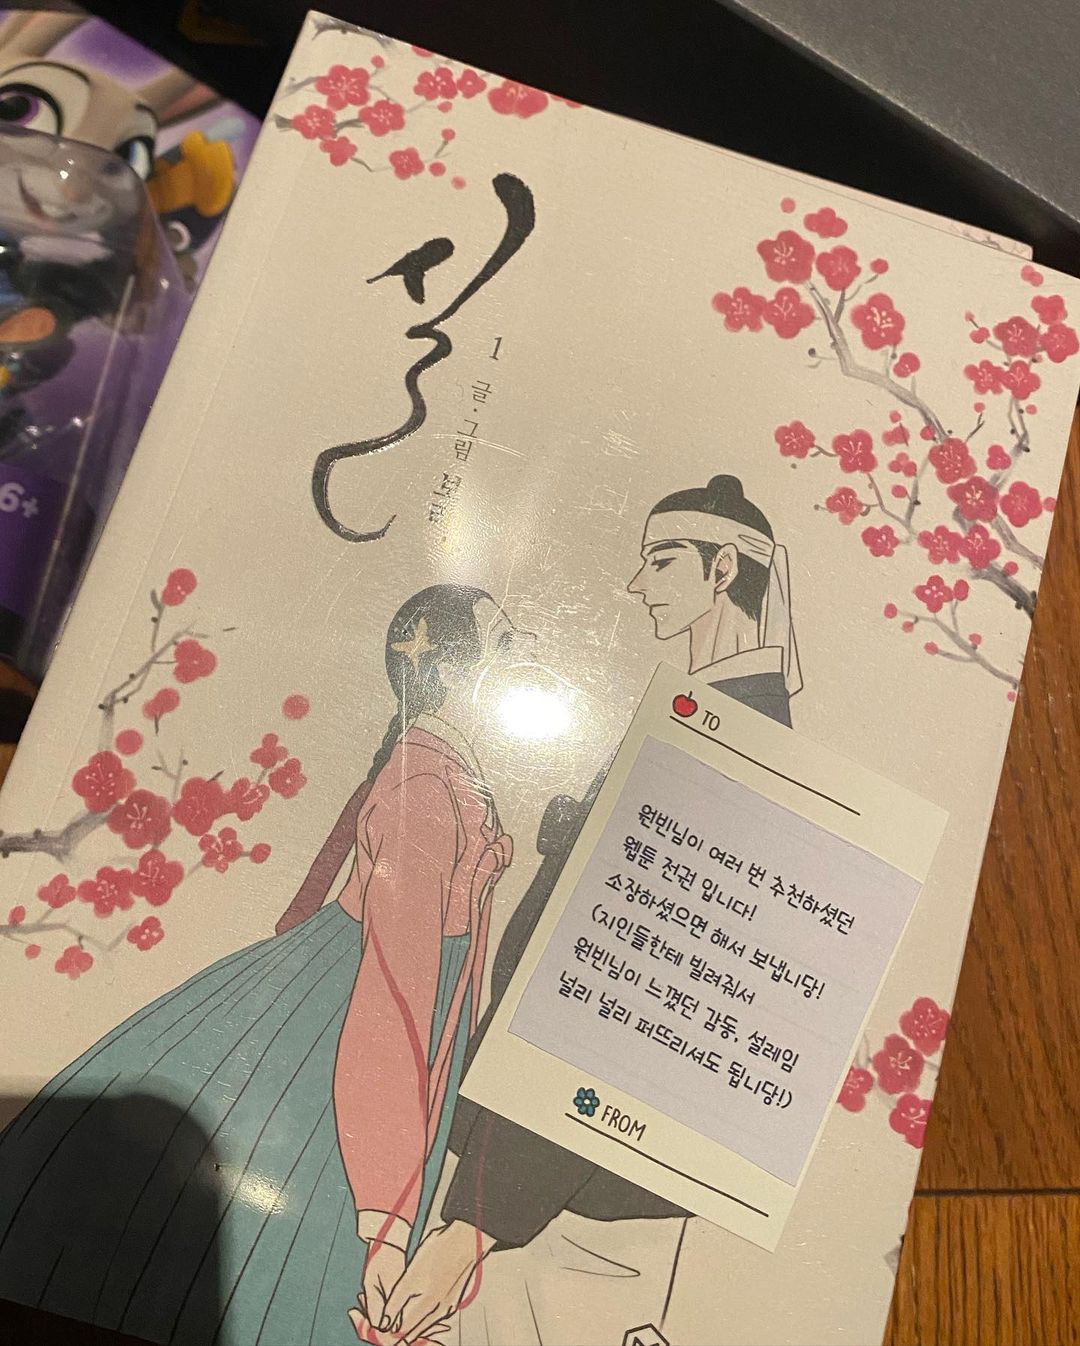 실
1
글·그림
TO
원빈님이 여러 번 추천하셨던
웹툰 전권 입니다!
소장하셨으면 해서 보냅니당!
(지인들한테 빌려줘서
원빈님이 느꼈던 감동, 설레임
널리 널리 퍼뜨리셔도 됩니당!)
FROM